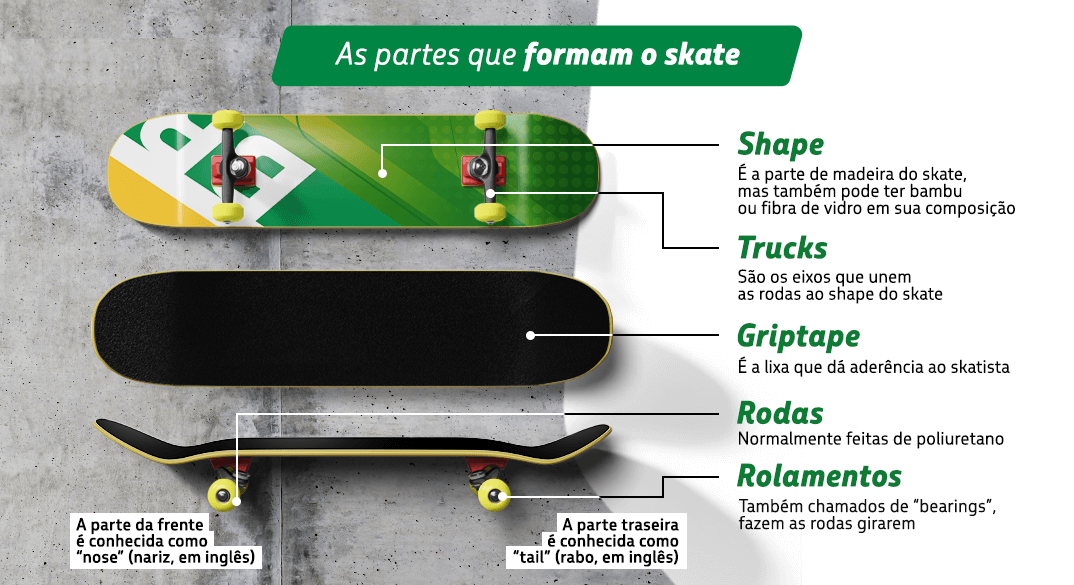 As partes que formam o skate
Shape
É a parte de madeira do skate,
mas também pode ter bambu
ou fibra de vidro em sua composição
Trucks
São os eixos que unem
as rodas ao shape do skate
Griptape
É a lixa que dá aderência ao skatista
Rodas
Normalmente feitas de poliuretano
Rolamentos
Também chamados de “bearings”,
fazem as rodas girarem
A parte da frente
é conhecida como
“nose” (nariz, em inglês)
A parte traseira
é conhecida como
“tail” (rabo, em inglês)